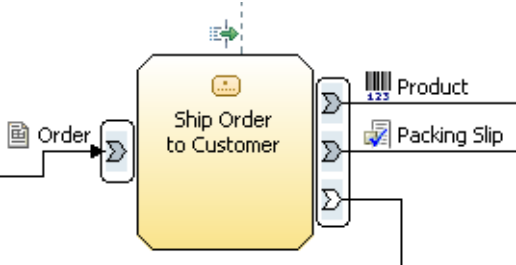 Product
123
Order
Ship Order
to Customer
Packing Slip